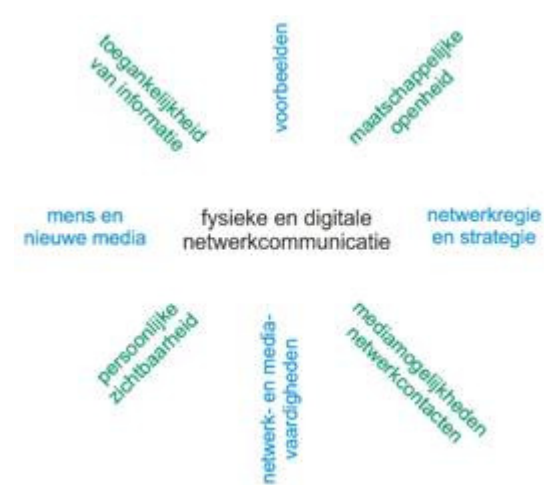 toegankelijkheid
van informatie
voorbeelden
maatschappelijke
openheid
mens en
nieuwe media
fysieke en digitale
netwerkcommunicatie
netwerkregie
en strategie
persoonlijke
zichtbaarheid
netwerk- en media-
vaardigheden
mediamogelijkheden
netwerkcontacten